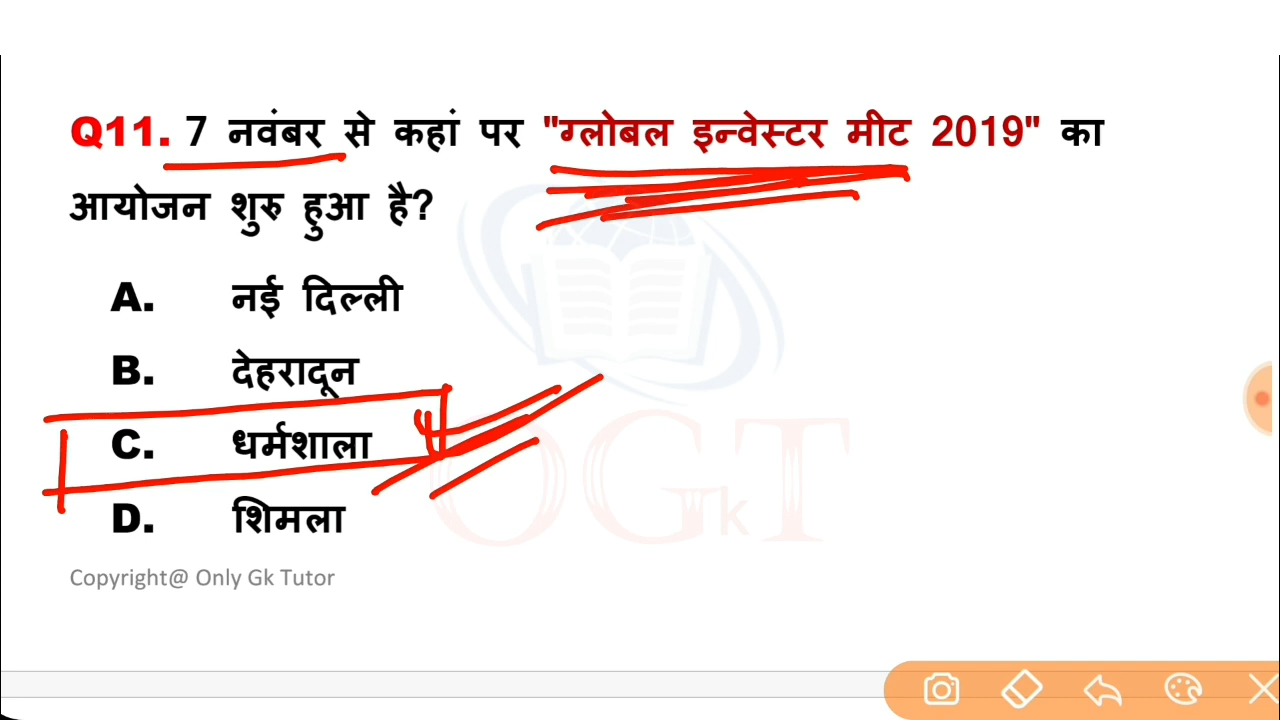 Q11. 7 नवंबर से कहां पर "ग्लोबल इन्वेस्टर मीट 2019" का
आयोजन शुरु हुआ है?
A. नई दिल्ली
B. देहरादून
C. धर्मशाला
D. शिमला
OGkT
Copyright@ Only Gk Tutor